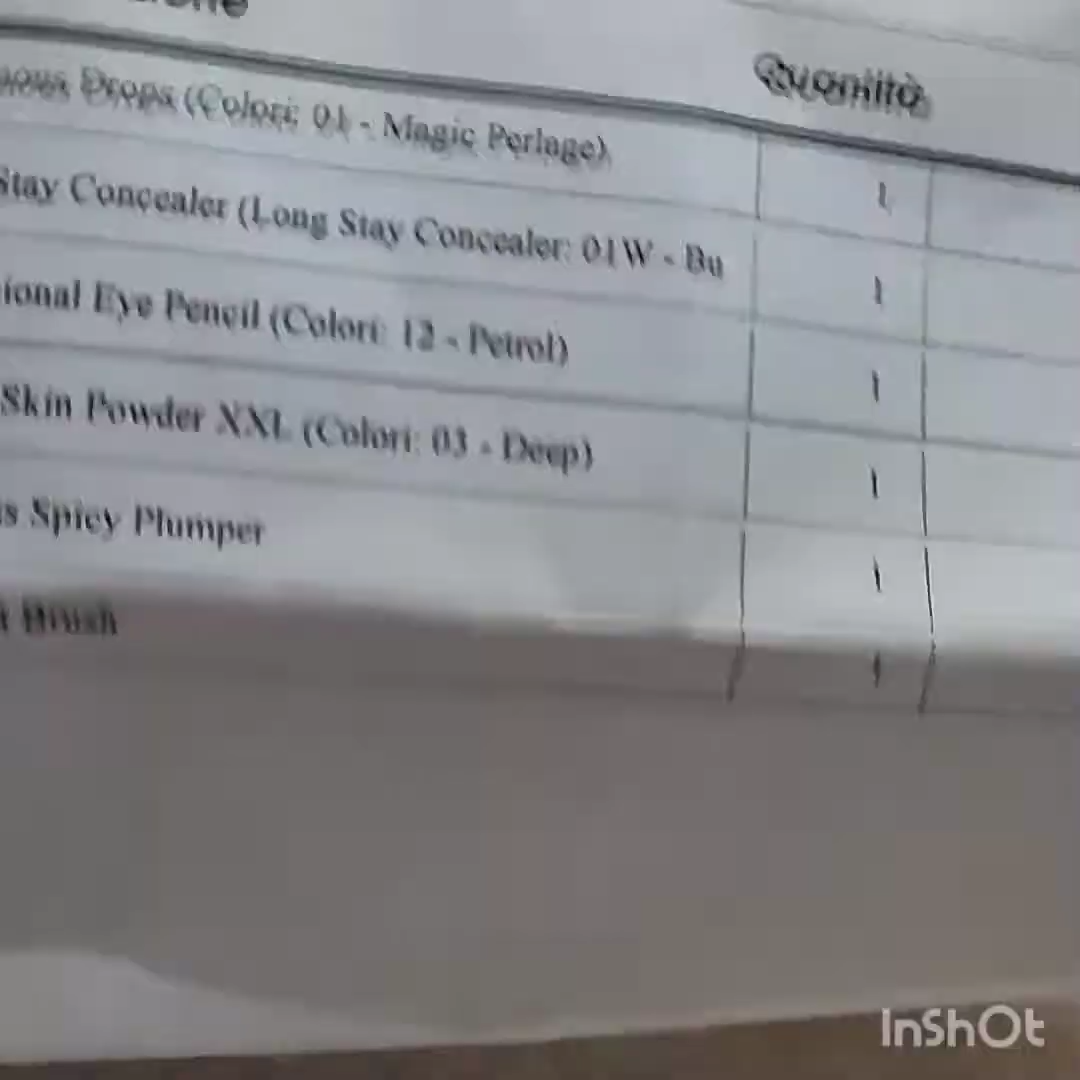 Quantità
Drops (Colori: 01 - Magic Perlage) 1
Stay Concealer (Long Stay Concealer: 01W - Bu 1
ional Eye Pencil (Colori: 12 - Petrol) 1
Skin Powder XXL (Colori: 03 - Deep) 1
s Spicy Plumper 1
Brush 1
InShOt